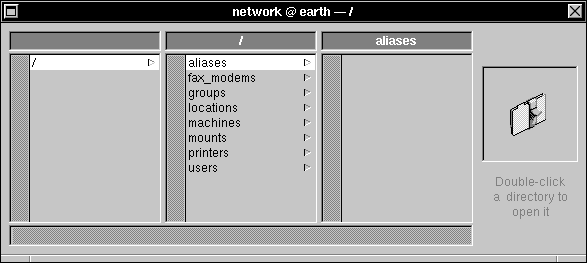 network @ earth — /
/
aliases
/
aliases
fax_modems
groups
locations
machines
mounts
printers
users
Double-click
a directory to
open it